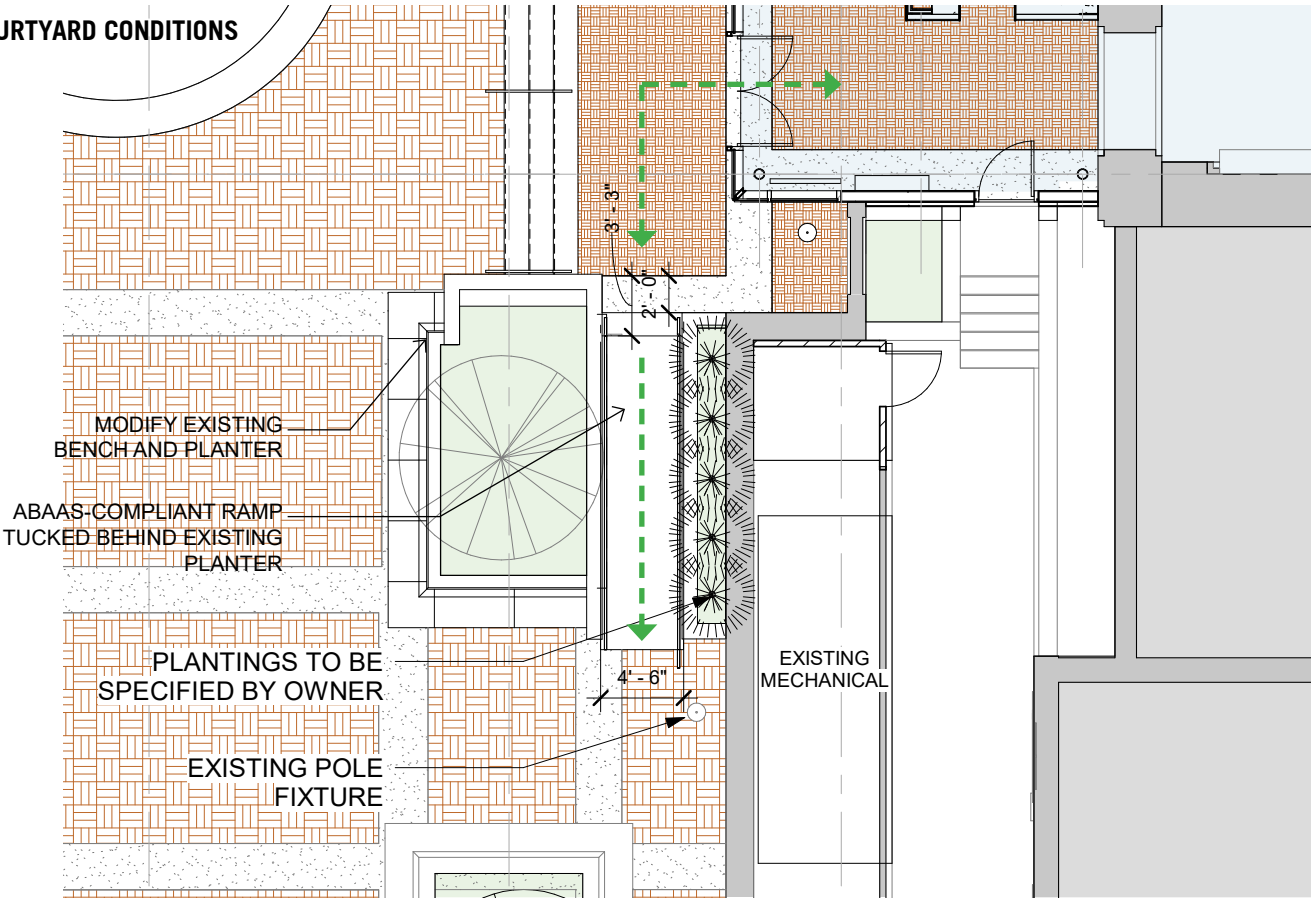 URTYARD CONDITIONS
3' - 3"
2' - 0"
MODIFY EXISTING
BENCH AND PLANTER
ABAAS-COMPLIANT RAMP
TUCKED BEHIND EXISTING
PLANTER
PLANTINGS TO BE
SPECIFIED BY OWNER
4' - 6"
EXISTING
MECHANICAL
EXISTING POLE
FIXTURE